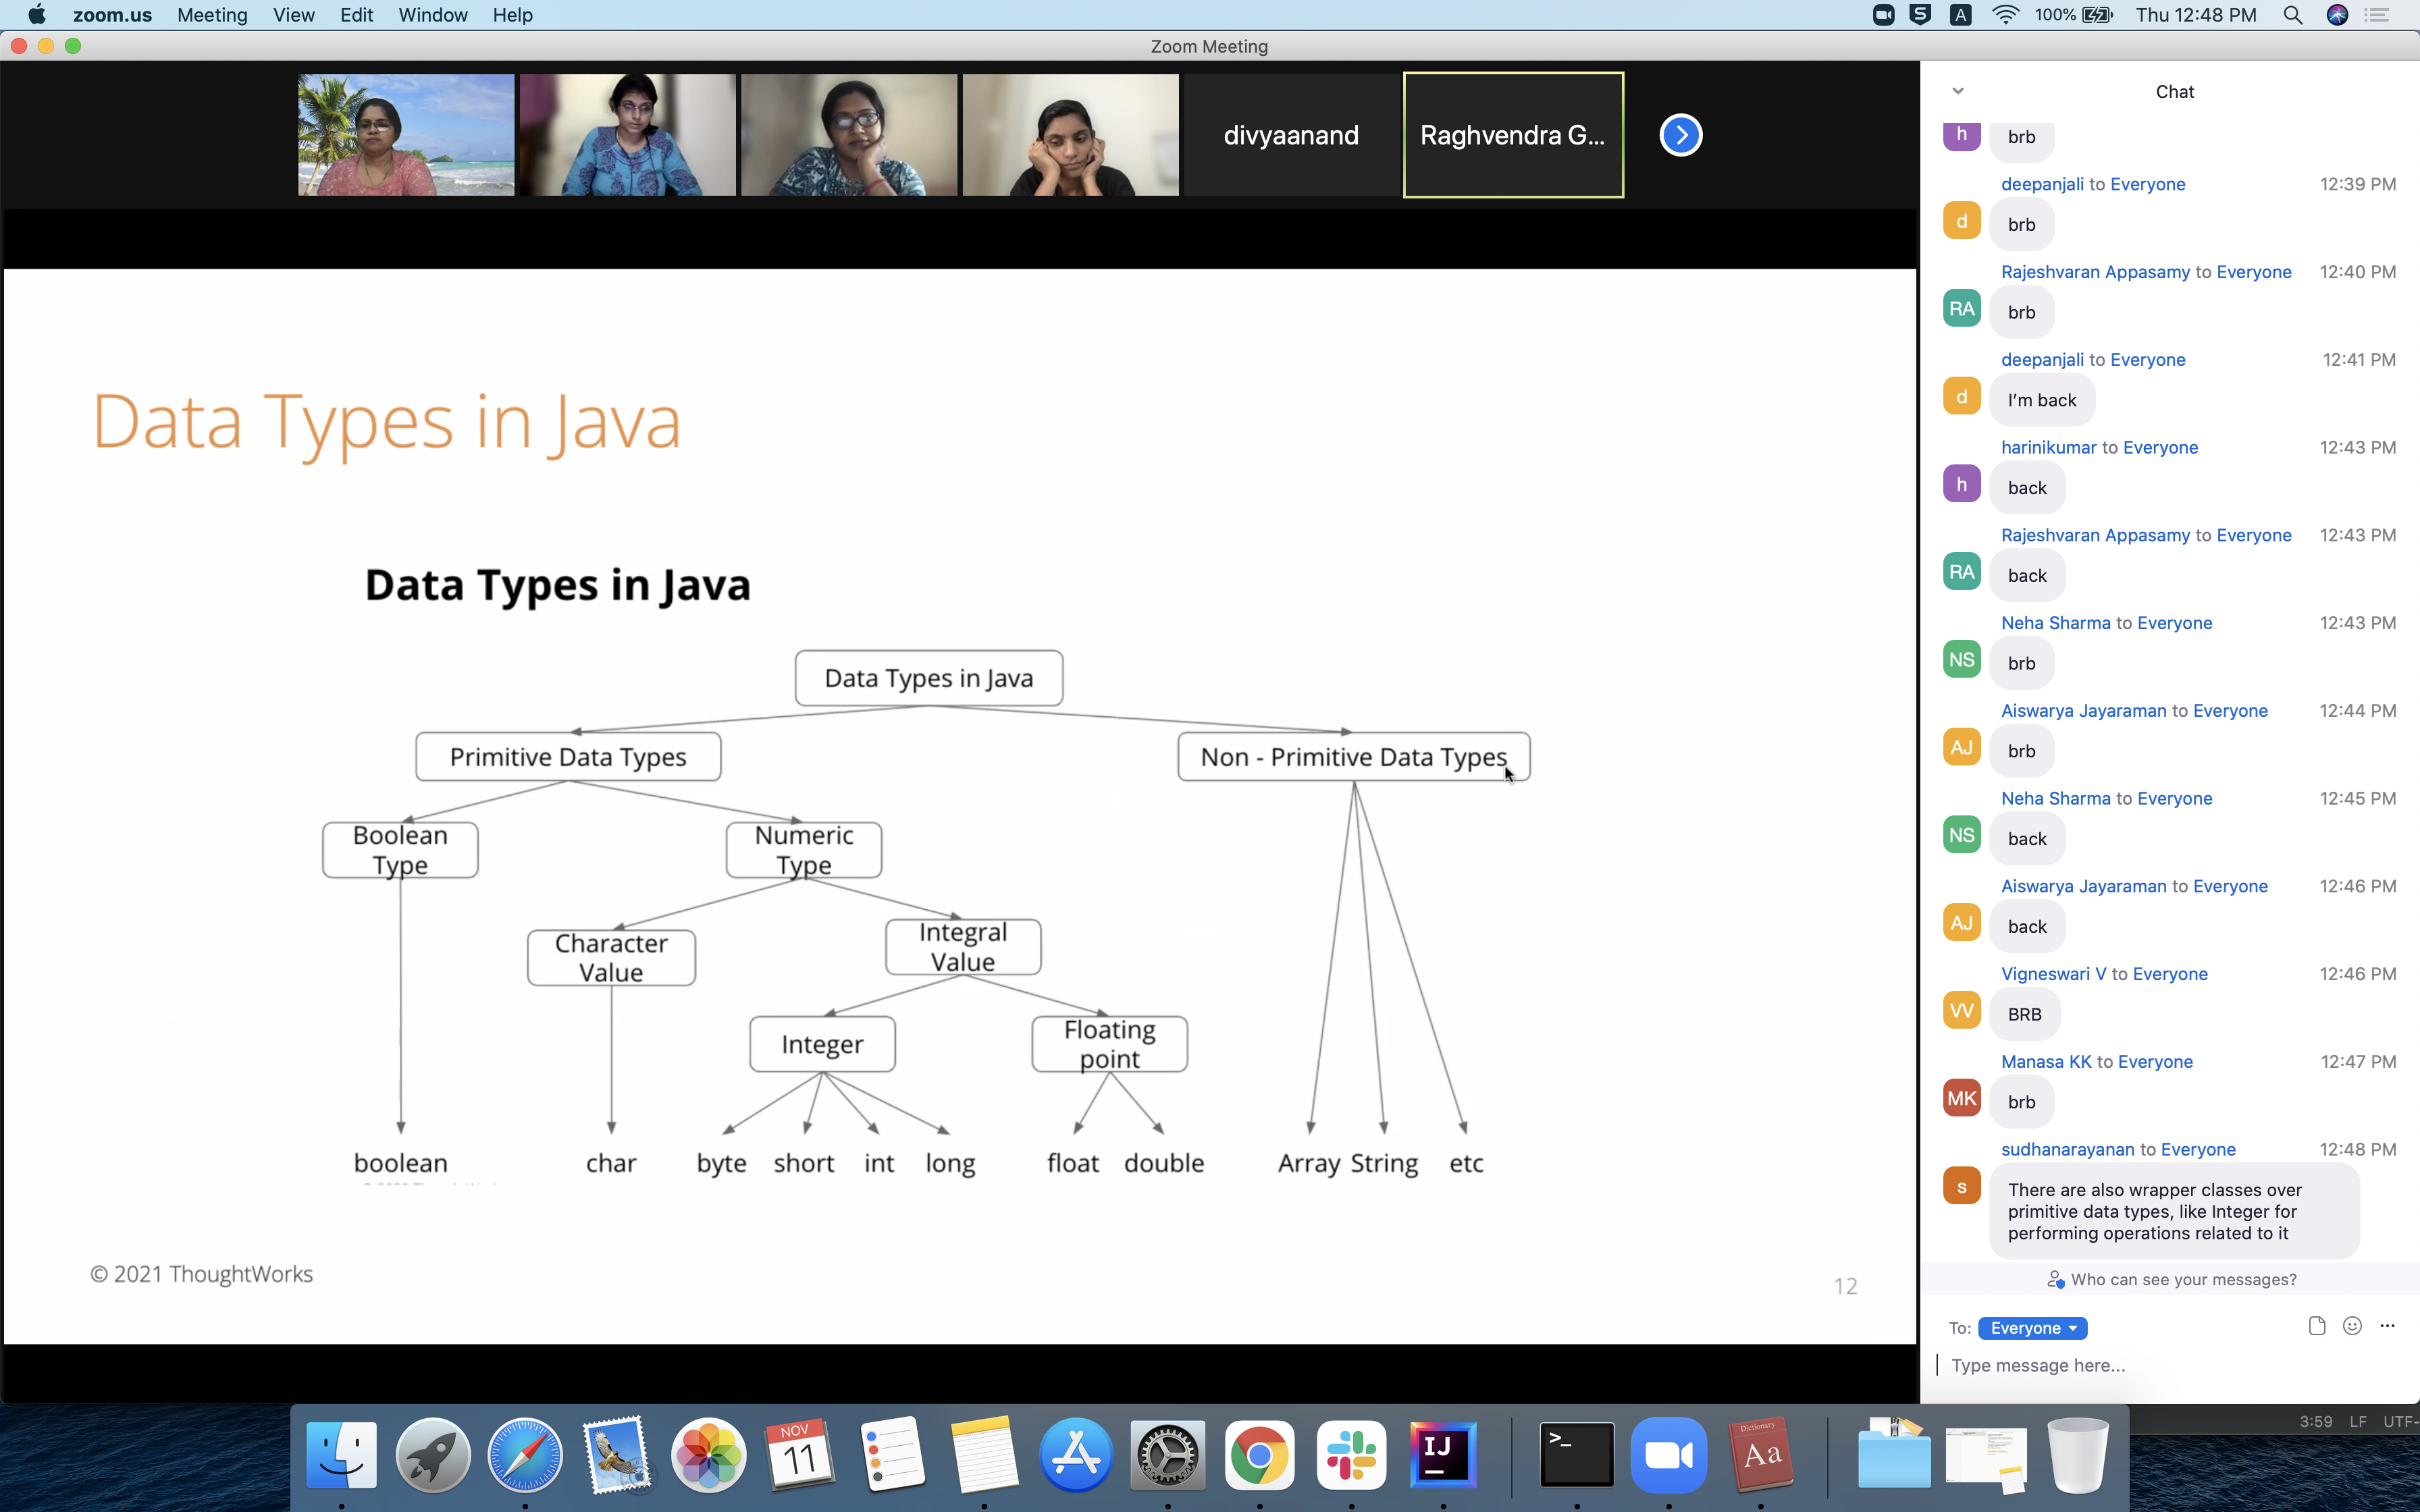 zoom.us Meeting View Edit Window Help
S A 100% Thu 12:48 PM
Zoom Meeting
divyaanand
Raghvendra G...
Data Types in Java
Data Types in Java
Data Types in Java
Primitive Data Types
Non - Primitive Data Types
Boolean
Type
Numeric
Type
Character
Value
Integral
Value
Integer
Floating
point
boolean char byte short int long float double Array String etc
© 2021 ThoughtWorks
12
Chat
h brb
deepanjali to Everyone 12:39 PM
d brb
Rajeshvaran Appasamy to Everyone 12:40 PM
RA brb
deepanjali to Everyone 12:41 PM
d I’m back
harinikumar to Everyone 12:43 PM
h back
Rajeshvaran Appasamy to Everyone 12:43 PM
RA back
Neha Sharma to Everyone 12:43 PM
NS brb
Aiswarya Jayaraman to Everyone 12:44 PM
AJ brb
Neha Sharma to Everyone 12:45 PM
NS back
Aiswarya Jayaraman to Everyone 12:46 PM
AJ back
Vigneswari V to Everyone 12:46 PM
VV BRB
Manasa KK to Everyone 12:47 PM
MK brb
sudhanarayanan to Everyone 12:48 PM
s There are also wrapper classes over
primitive data types, like Integer for
performing operations related to it
Who can see your messages?
To: Everyone
Type message here...
3:59 LF UTF-
NOV
11
IJ
>_
Dictionary
Aa